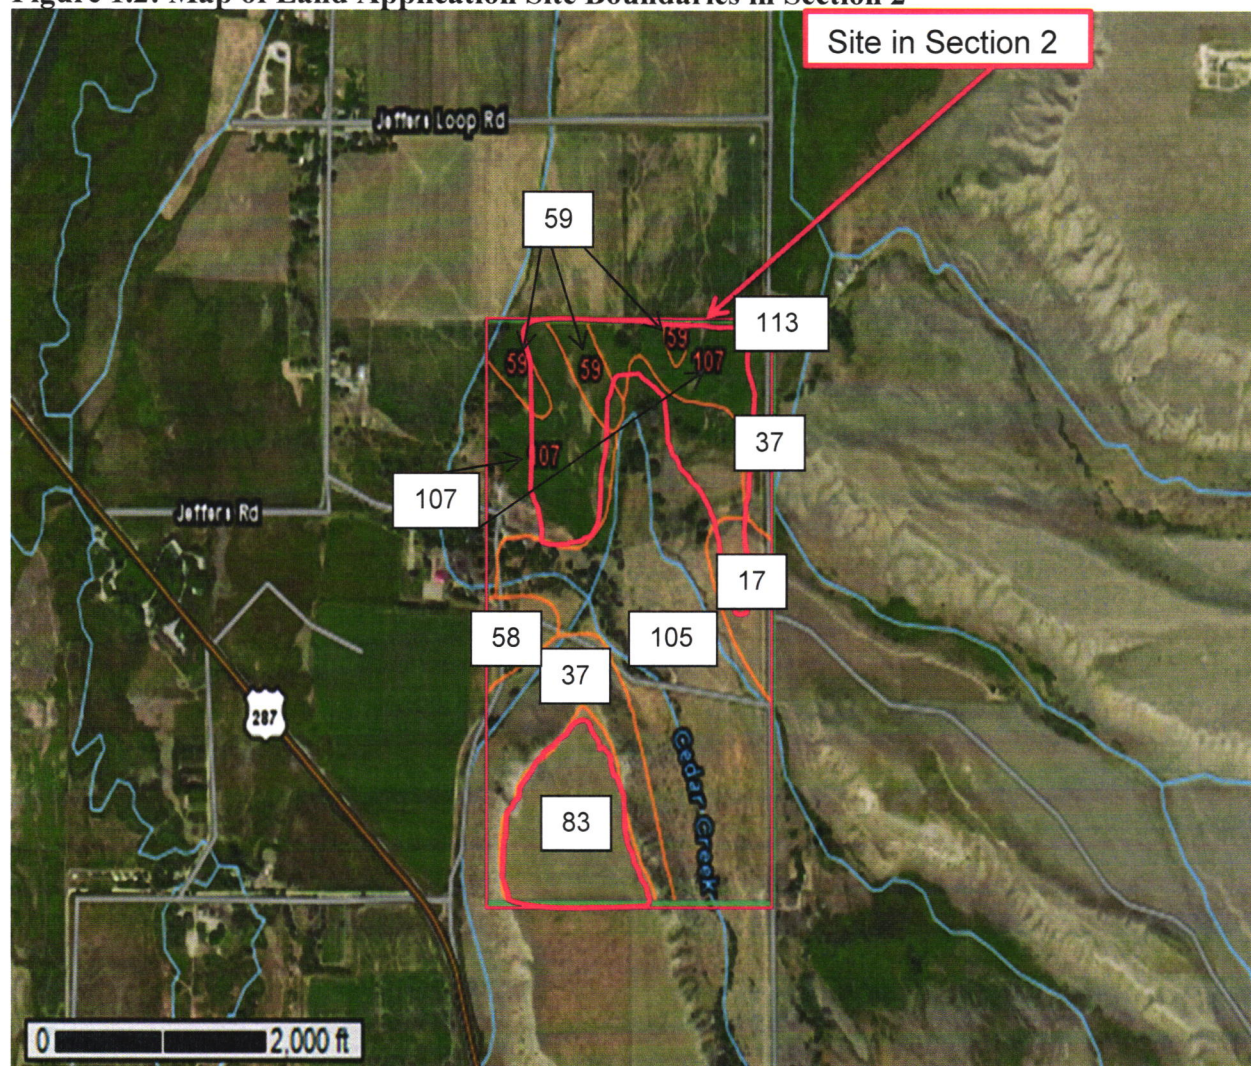 Figure 1.2: Map of Land Application Site Boundaries in Section 2
Site in Section 2
Jeffers Loop Rd
59
113
59
59
59
107
37
107
107
Jeffers Rd
17
58
105
37
287
Cedar Creek
83
0 2,000 ft